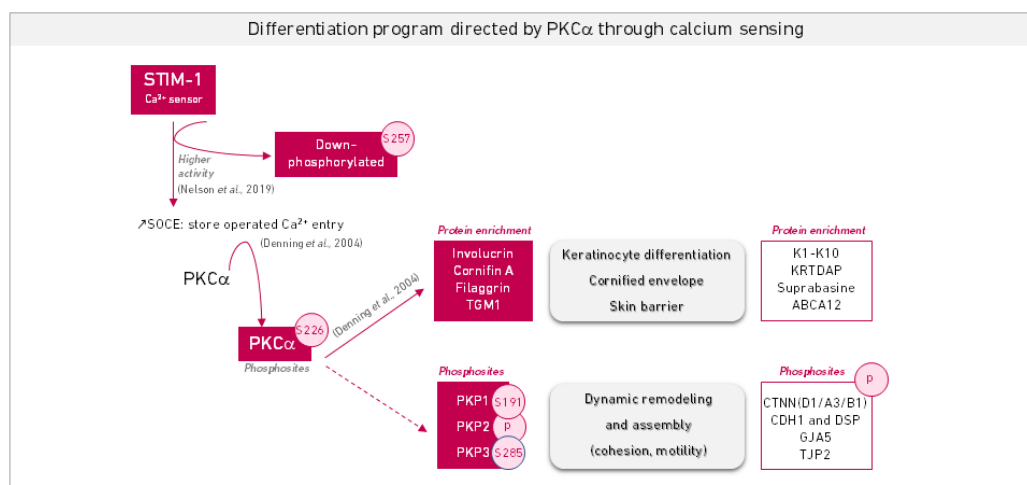 Differentiation program directed by PKCα through calcium sensing
STIM-1
Ca²⁺ sensor
S257
Down-
phosphorylated
Higher
activity
(Nelson et al., 2019)
↗SOCE: store operated Ca²⁺ entry
(Denning et al., 2004)
PKCα
S226
PKCα
Phosphosites
(Denning et al., 2004)
Protein enrichment
Involucrin
Cornifin A
Filaggrin
TGM1
Keratinocyte differentiation
Cornified envelope
Skin barrier
Protein enrichment
K1-K10
KRTDAP
Suprabasine
ABCA12
Phosphosites
PKP1 S191
PKP2 p
PKP3 S285
Dynamic remodeling
and assembly
(cohesion, motility)
Phosphosites
p
CTNN(D1/A3/B1)
CDH1 and DSP
GJA5
TJP2